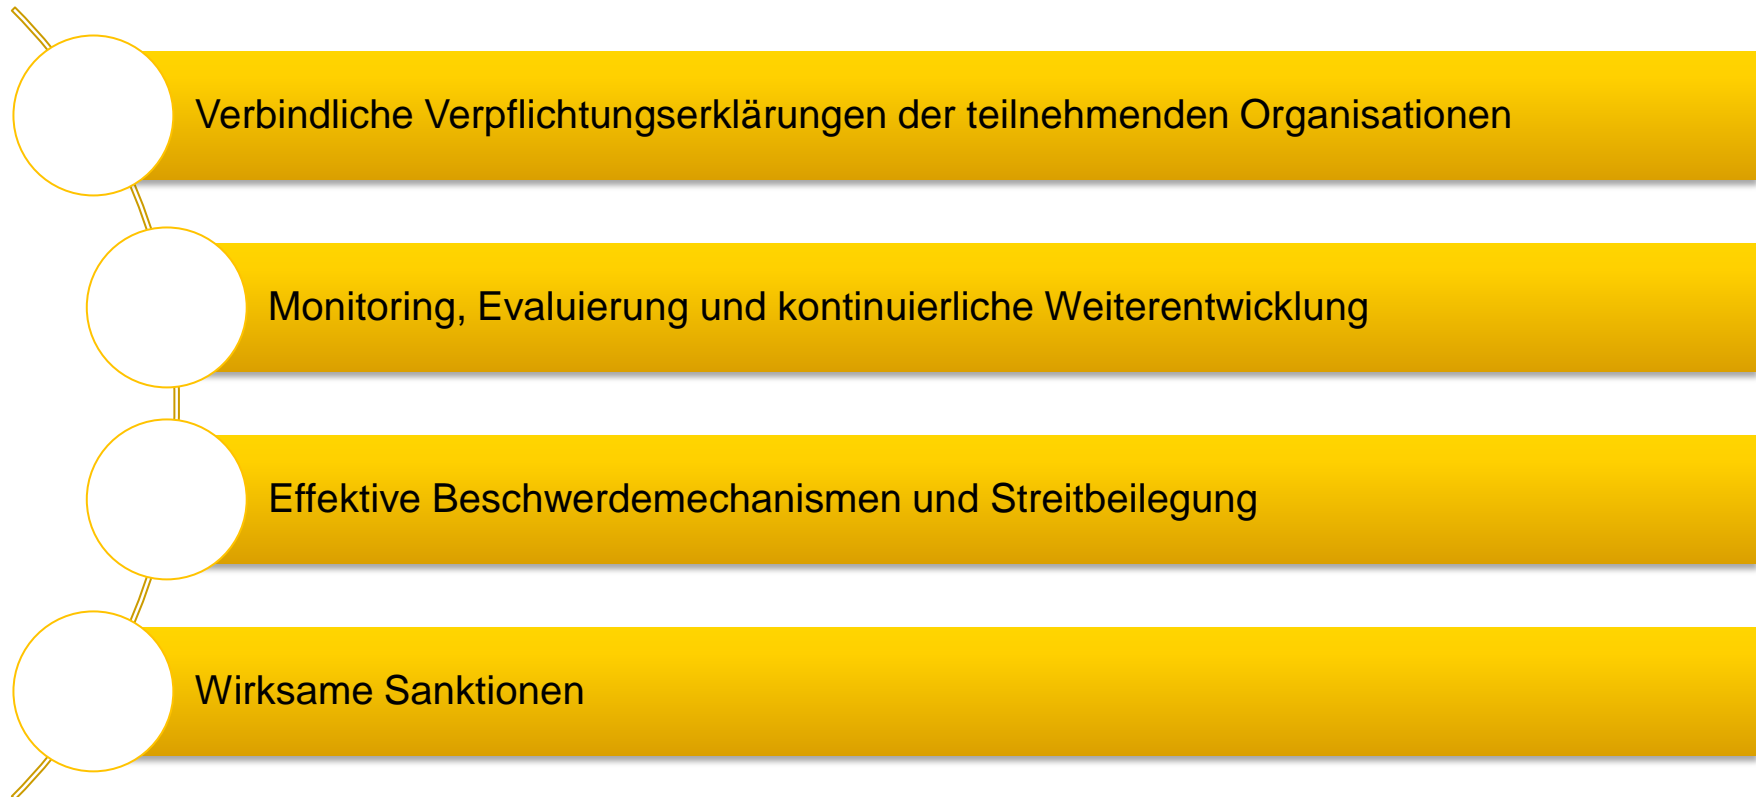 Verbindliche Verpflichtungserklärungen der teilnehmenden Organisationen
Monitoring, Evaluierung und kontinuierliche Weiterentwicklung
Effektive Beschwerdemechanismen und Streitbeilegung
Wirksame Sanktionen